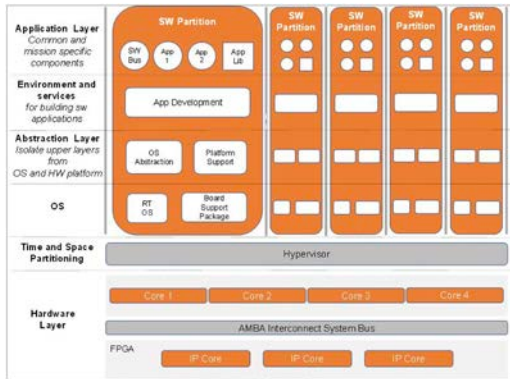 Application Layer
Common and
mission specific
components
SW Partition
SW
Bus
App
1
App
2
App
Lib
SW
Partition
SW
Partition
SW
Partition
SW
Partition
Environment and
services
for building sw
applications
App Development
Abstraction Layer
Isolate upper layers
from
OS and HW platform
OS
Abstraction
Platform
Support
OS
RT
OS
Board
Support
Package
Time and Space
Partitioning
Hypervisor
Hardware
Layer
Core 1
Core 2
Core 3
Core 4
AMBA Interconnect System Bus
FPGA
IP Core
IP Core
IP Core